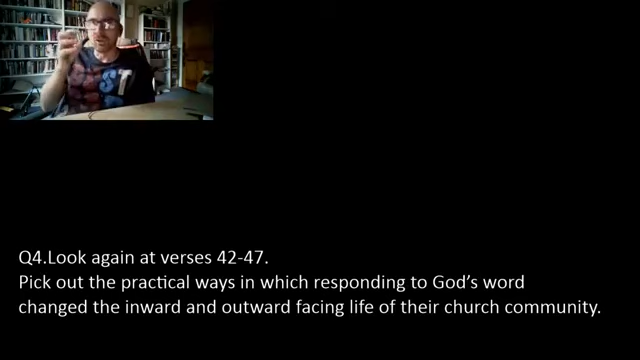 Q4.Look again at verses 42-47.
Pick out the practical ways in which responding to God's word
changed the inward and outward facing life of their church community.